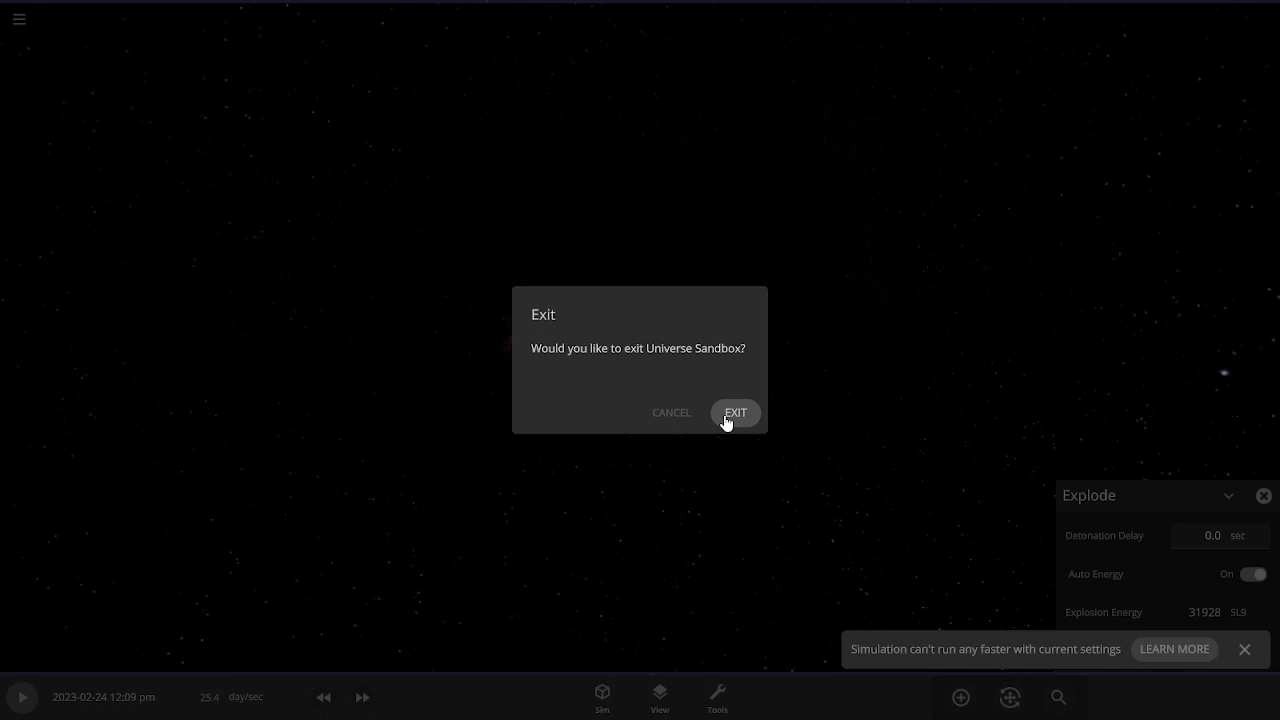 Exit
Would you like to exit Universe Sandbox?
CANCEL EXIT
Explode
Detonation Delay 0.0 sec
Auto Energy On
Explosion Energy 31928 SL9
Simulation can't run any faster with current settings LEARN MORE
2023-02-24 12:09 pm 25.4 day/sec
Sim View Tools